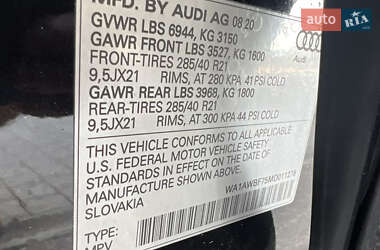 MFD. BY AUDI AG 08 20
GVWR LBS 6944, KG 3150
GAWR FRONT LBS 3527, KG 1600
FRONT-TIRES 285/40 R21
9,5JX21 RIMS, AT 280 KPA 41 PSI COLD
GAWR REAR LBS 3968, KG 1800
REAR-TIRES 285/40 R21
9,5JX21 RIMS, AT 300 KPA 44 PSI COLD
THIS VEHICLE CONFORMS TO ALL APPLICABLE
U.S. FEDERAL MOTOR VEHICLE SAFETY
STANDARDS IN EFFECT ON THE DATE OF
MANUFACTURE SHOWN ABOVE
SLOVAKIA
TYPE:
MPV
Audi
AUTO
RIA
.com